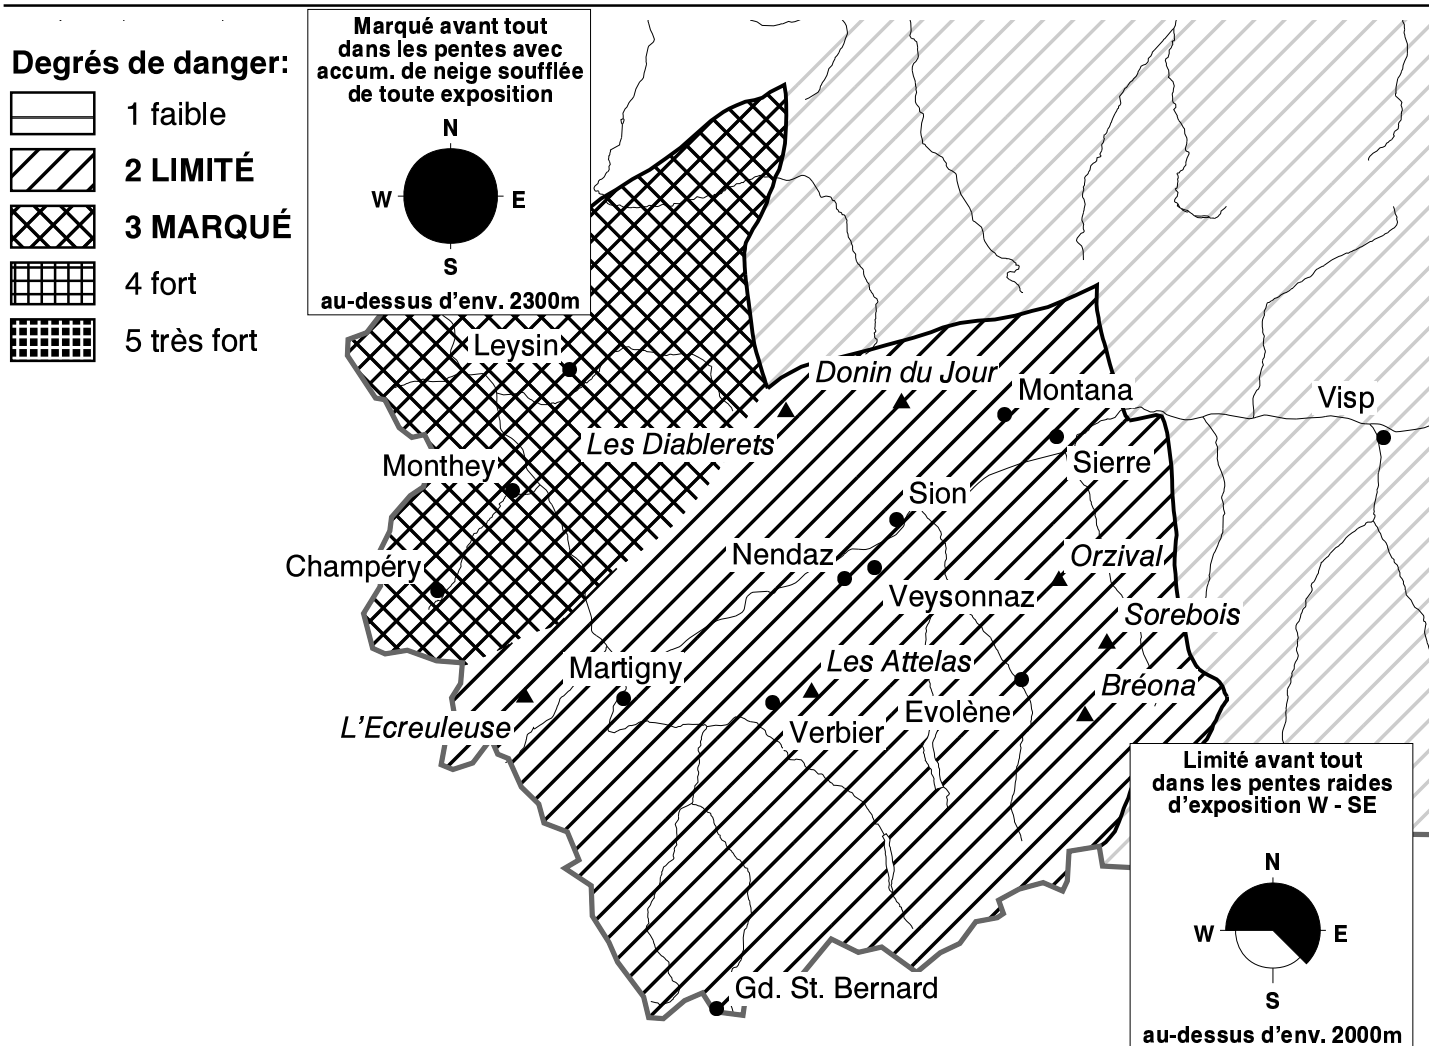 Degrés de danger:
1 faible
2 LIMITÉ
3 MARQUÉ
4 fort
5 très fort
Marqué avant tout
dans les pentes avec
accum. de neige soufflée
de toute exposition
N
W
E
S
au-dessus d'env. 2300m
Leysin
Donin du Jour
Montana
Visp
Les Diablerets
Sierre
Monthey
Sion
Nendaz
Orzival
Champéry
Veysonnaz
Sorebois
Martigny
Les Attelas
Bréona
L'Ecreuleuse
Verbier
Evolène
Gd. St. Bernard
Limité avant tout
dans les pentes raides
d'exposition W - SE
N
W
E
S
au-dessus d'env. 2000m